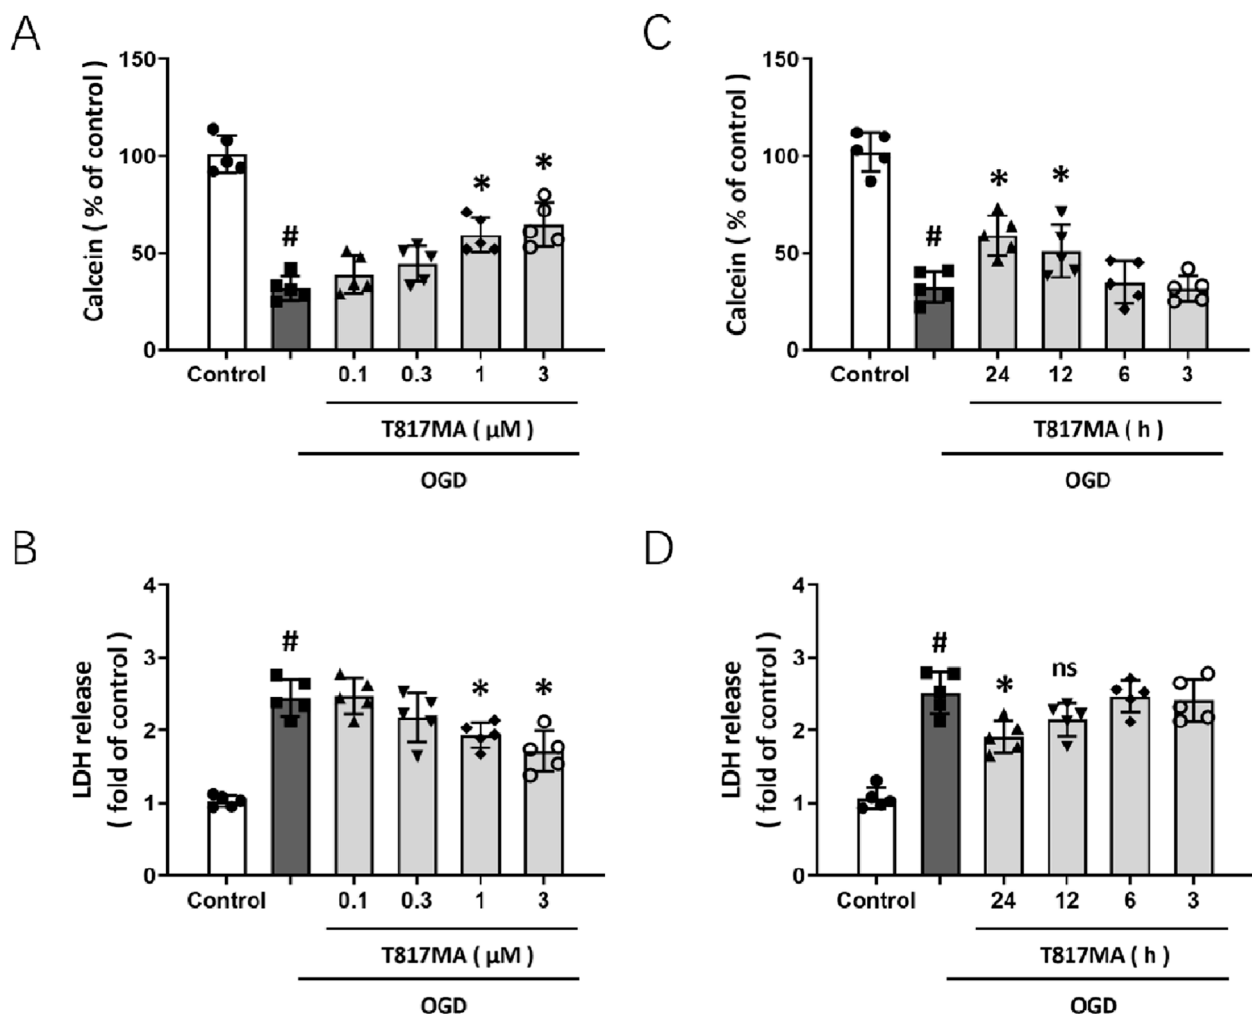 A
Calcein ( % of control )
150
100
50
0
#
*
*
Control
0.1
0.3
1
3
T817MA ( µM )
OGD
C
Calcein ( % of control )
150
100
50
0
#
*
*
Control
24
12
6
3
T817MA ( h )
OGD
B
LDH release
( fold of control )
4
3
2
1
0
#
*
*
Control
0.1
0.3
1
3
T817MA ( µM )
OGD
D
LDH release
( fold of control )
4
3
2
1
0
#
*
ns
Control
24
12
6
3
T817MA ( h )
OGD